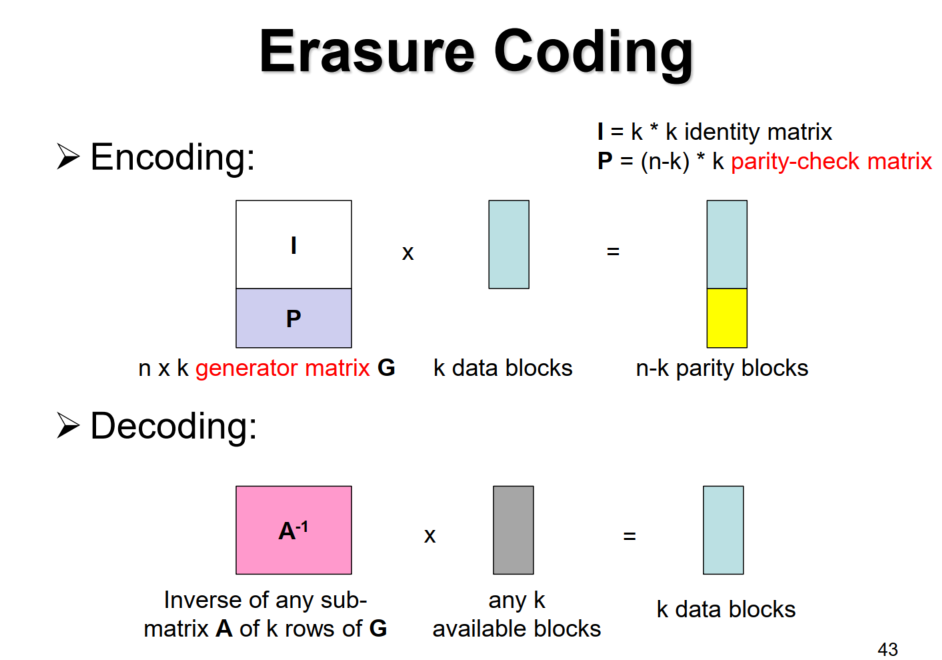 Erasure Coding
➢ Encoding:
I = k * k identity matrix
P = (n-k) * k parity-check matrix
I
P
x
=
n x k generator matrix G
k data blocks
n-k parity blocks
➢ Decoding:
A-1
x
=
Inverse of any sub-
matrix A of k rows of G
any k
available blocks
k data blocks
43